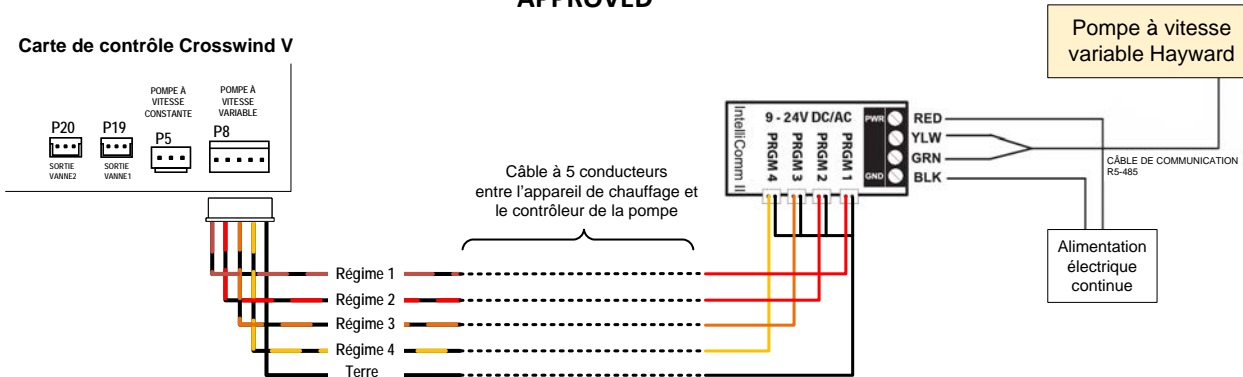 APPROVED
Carte de contrôle Crosswind V
POMPE À
VITESSE
CONSTANTE
POMPE À
VITESSE
VARIABLE
P20
P19
P5
P8
SORTIE
VANNE2
SORTIE
VANNE1
Câble à 5 conducteurs
entre l'appareil de chauffage et
le contrôleur de la pompe
Régime 1
Régime 2
Régime 3
Régime 4
Terre
IntelliComm II
9 - 24V DC/AC
PRGM 4
PRGM 3
PRGM 2
PRGM 1
PWR
GND
RED
YLW
GRN
BLK
Pompe à vitesse
variable Hayward
CÂBLE DE COMMUNICATION
R5-485
Alimentation
électrique
continue